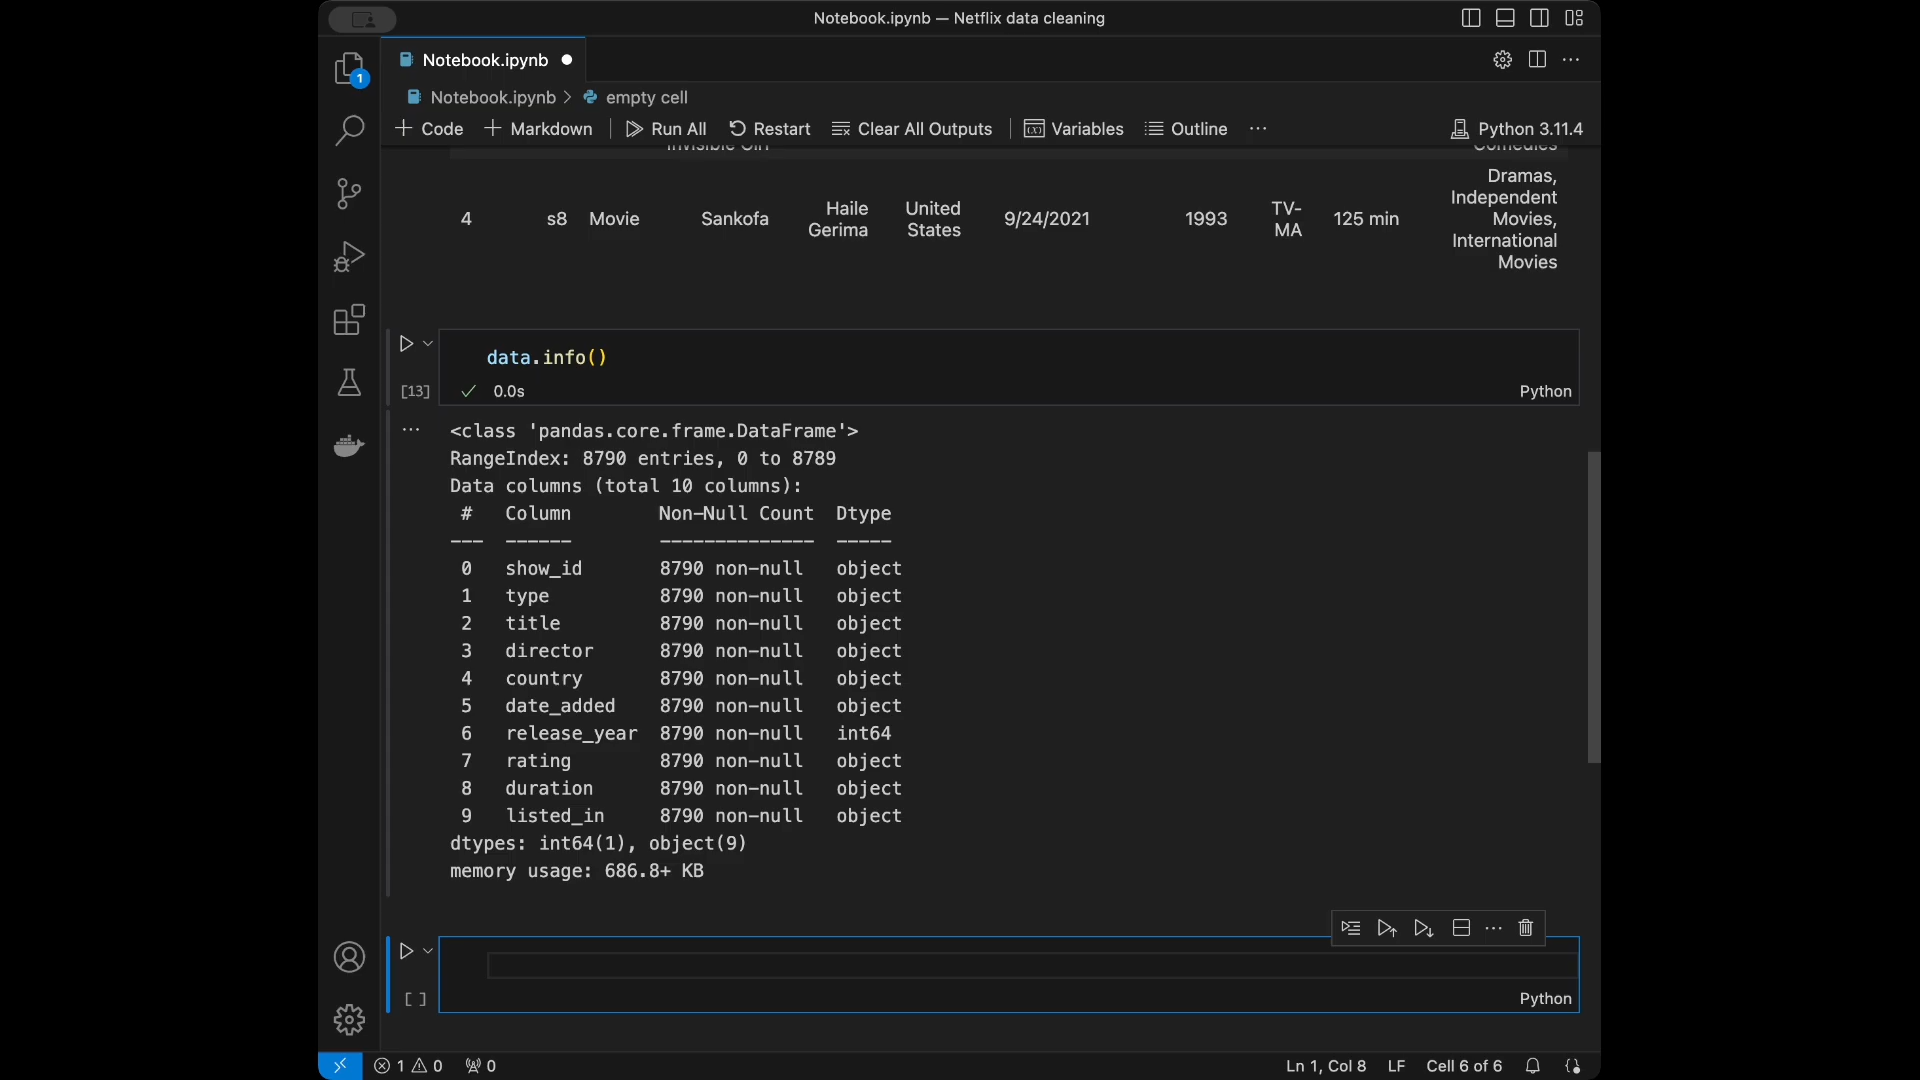 Notebook.ipynb — Netflix data cleaning
Notebook.ipynb
1
Notebook.ipynb > empty cell
Code Markdown Run All Restart Clear All Outputs Variables Outline ... Python 3.11.4
Invisible Girl Comedies
4 s8 Movie Sankofa Haile Gerima United States 9/24/2021 1993 TV-MA 125 min Dramas, Independent Movies, International Movies
data.info()
[13] 0.0s Python
<class 'pandas.core.frame.DataFrame'>
RangeIndex: 8790 entries, 0 to 8789
Data columns (total 10 columns):
# Column Non-Null Count Dtype
--- ------ -------------- -----
0 show_id 8790 non-null object
1 type 8790 non-null object
2 title 8790 non-null object
3 director 8790 non-null object
4 country 8790 non-null object
5 date_added 8790 non-null object
6 release_year 8790 non-null int64
7 rating 8790 non-null object
8 duration 8790 non-null object
9 listed_in 8790 non-null object
dtypes: int64(1), object(9)
memory usage: 686.8+ KB
[ ] Python
1 0 0 Ln 1, Col 8 LF Cell 6 of 6